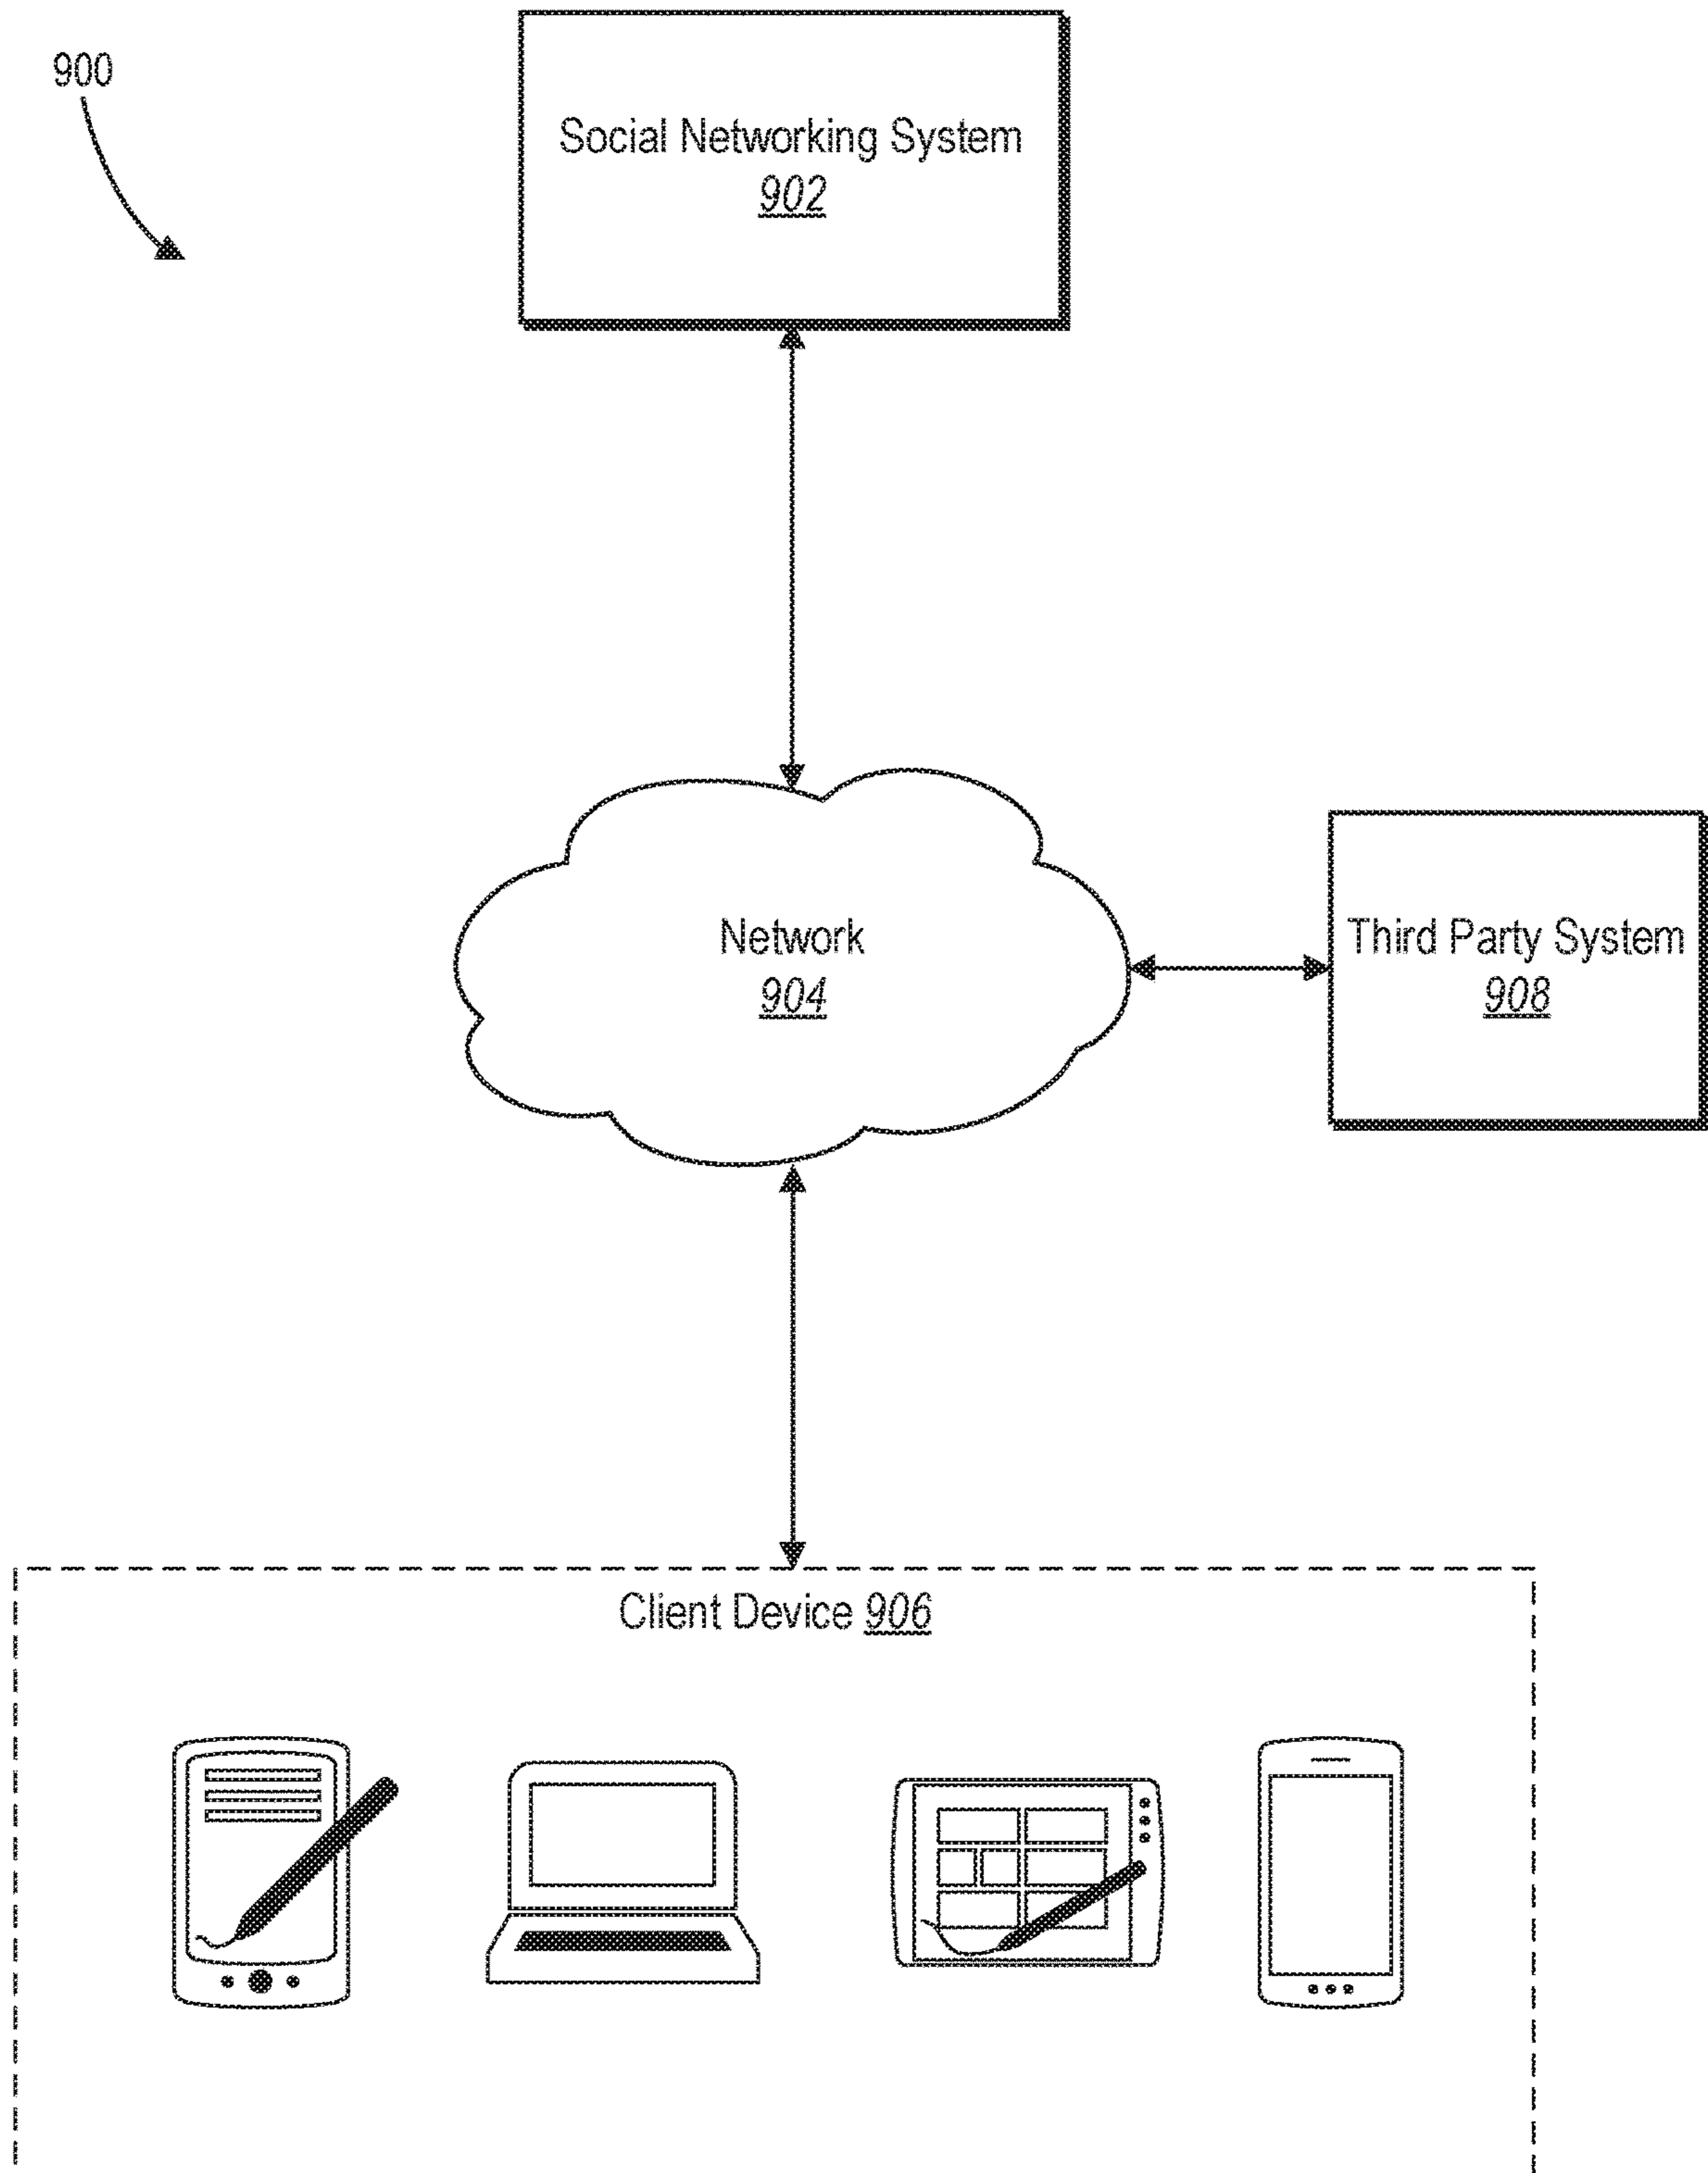 900
Social Networking System
902
Network
904
Third Party System
908
Client Device 906